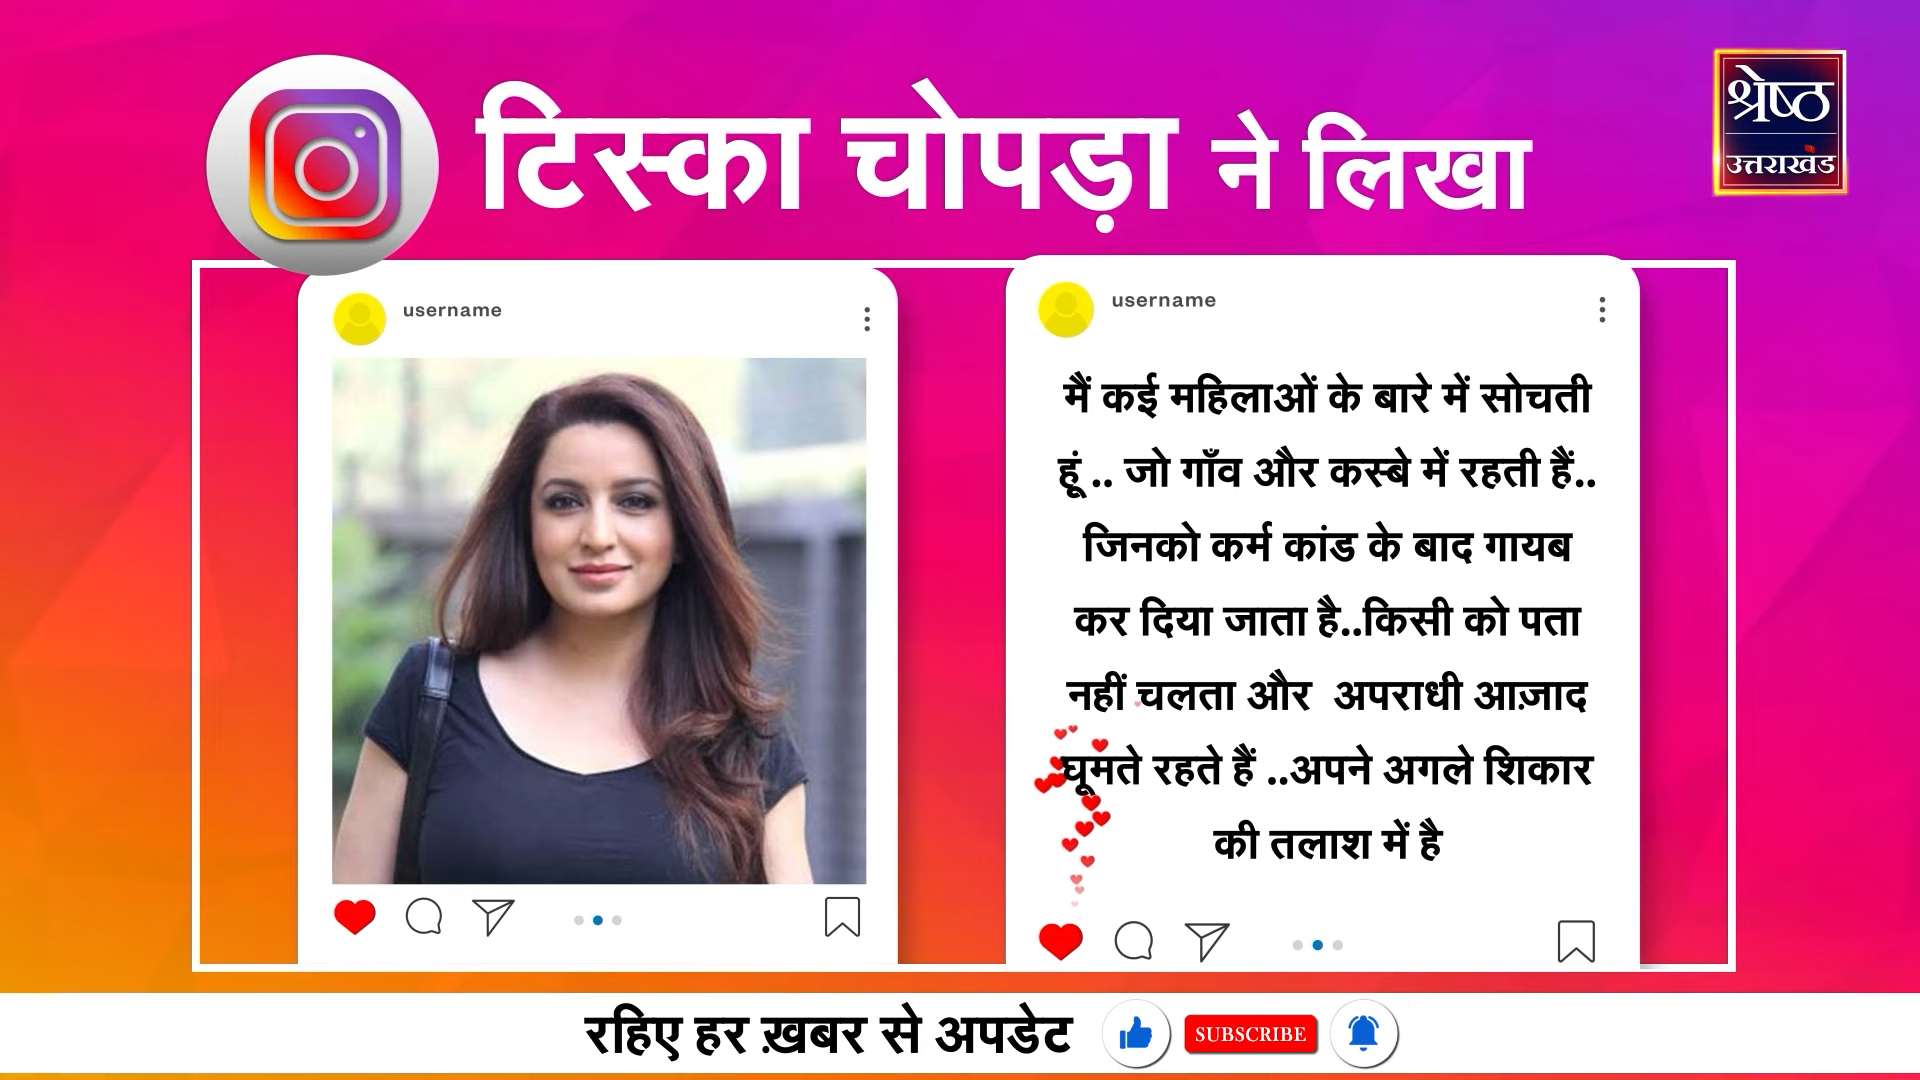 टिस्का चोपड़ा ने लिखा
श्रेष्ठ
उत्तराखंड
username
username
मैं कई महिलाओं के बारे में सोचती
हूं .. जो गाँव और कस्बे में रहती हैं..
जिनको कर्म कांड के बाद गायब
कर दिया जाता है..किसी को पता
नहीं चलता और अपराधी आज़ाद
घूमते रहते हैं ..अपने अगले शिकार
की तलाश में है
रहिए हर ख़बर से अपडेट
SUBSCRIBE